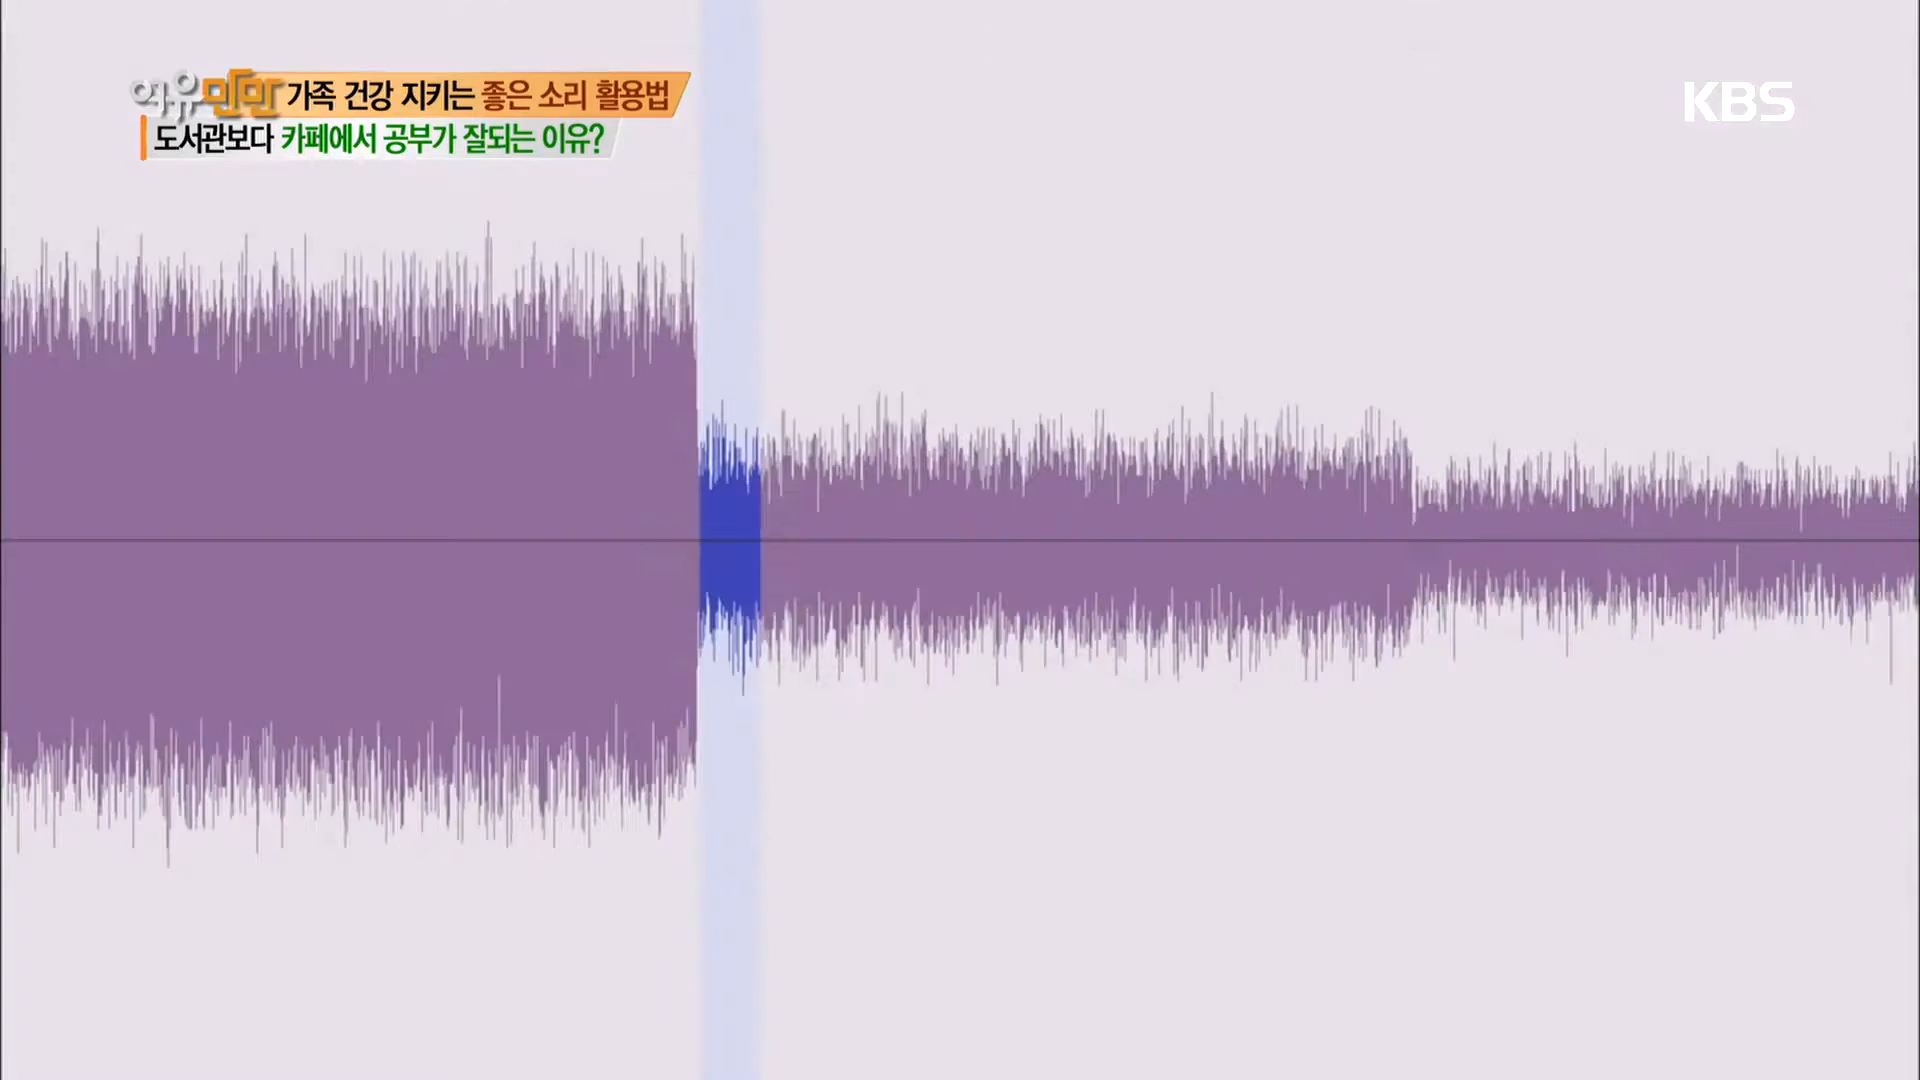 여유만만 가족 건강 지키는 좋은 소리 활용법
KBS
도서관보다 카페에서 공부가 잘되는 이유?